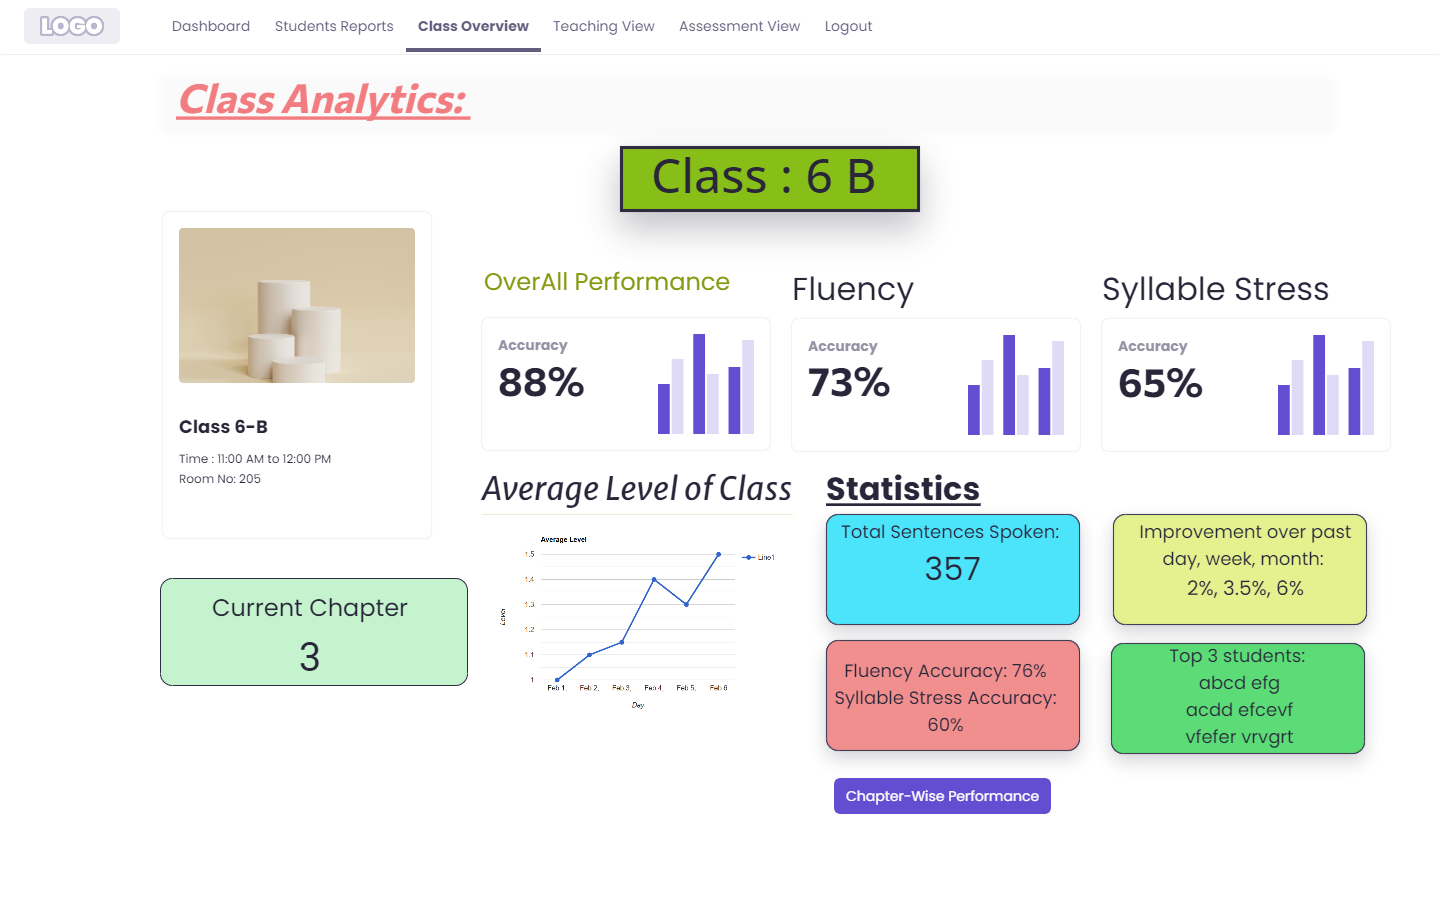 LOGO
Dashboard
Students Reports
Class Overview
Teaching View
Assessment View
Logout
Class Analytics:
Class : 6 B
Class 6-B
Time : 11:00 AM to 12:00 PM
Room No: 205
Current Chapter
3
OverAll Performance
Accuracy
88%
Fluency
Accuracy
73%
Syllable Stress
Accuracy
65%
Average Level of Class
Average Level
Line1
1.5
1.4
1.3
1.2
1.1
1
Level
Feb 1,
Feb 2,
Feb 3,
Feb 4,
Feb 5,
Feb 6
Day
Statistics
Total Sentences Spoken:
357
Improvement over past
day, week, month:
2%, 3.5%, 6%
Fluency Accuracy: 76%
Syllable Stress Accuracy:
60%
Top 3 students:
abcd efg
acdd efcevf
vfefer vrvgrt
Chapter-Wise Performance